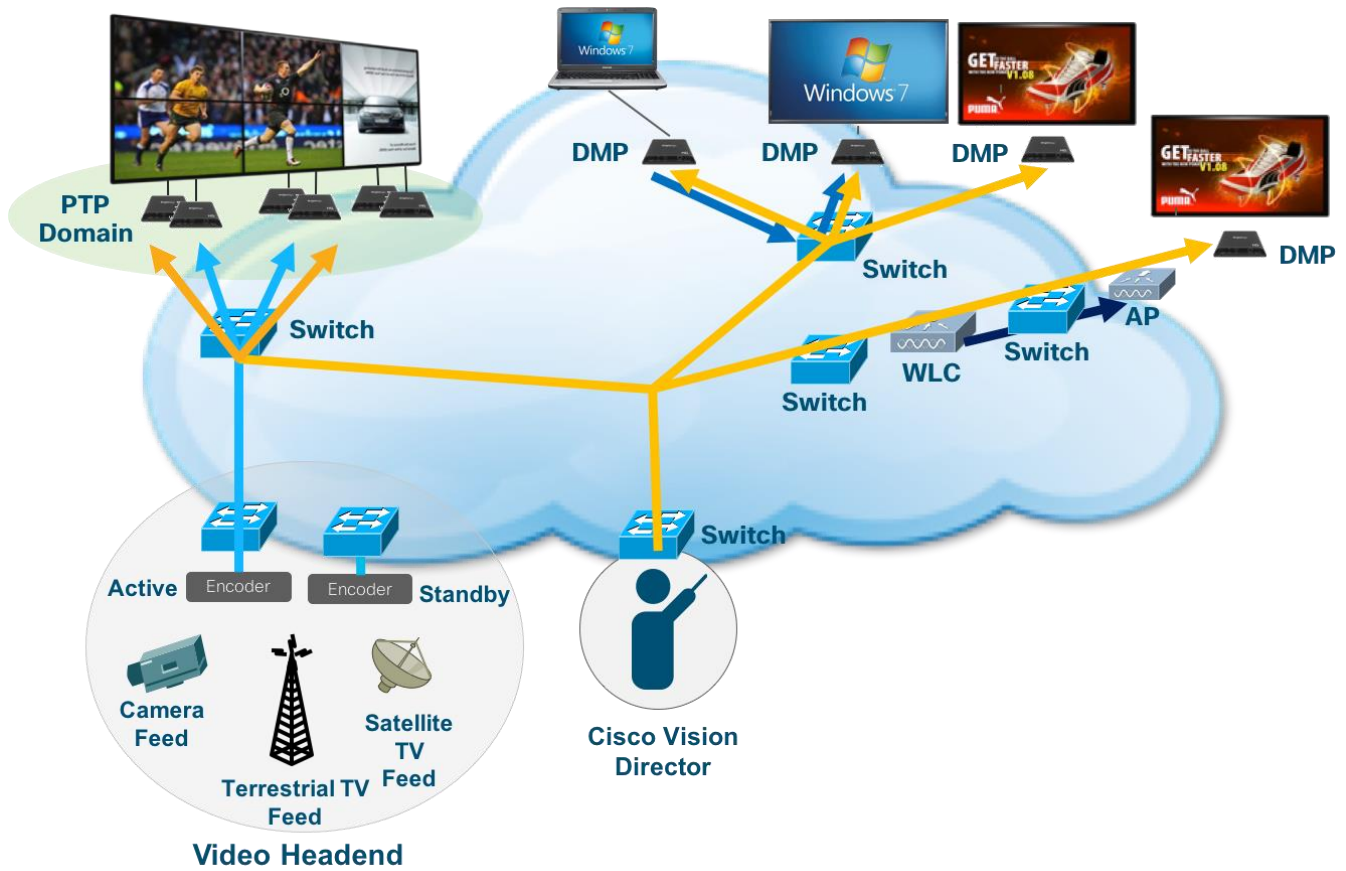 Windows 7
Windows 7
GET
FASTER
V1.08
PUMA
GET
FASTER
V1.08
PUMA
DMP
DMP
DMP
DMP
PTP
Domain
Switch
Switch
Switch
WLC
Switch
AP
Switch
Active
Encoder
Encoder
Standby
Camera
Feed
Terrestrial TV
Feed
Satellite
TV
Feed
Video Headend
Cisco Vision
Director